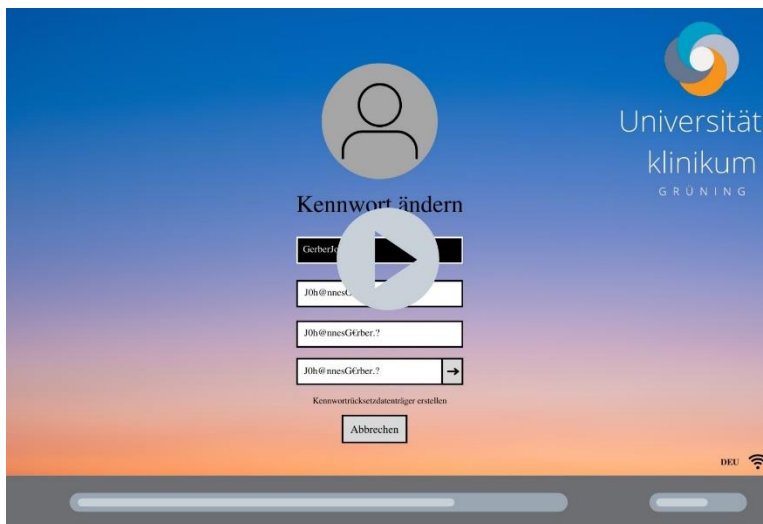 Universität
klinikum
GRÜNING
Kennwort ändern
J0h@nnesG€rber.?
J0h@nnesG€rber.?
Kennwortrücksetzdatenträger erstellen
Abbrechen
DEU